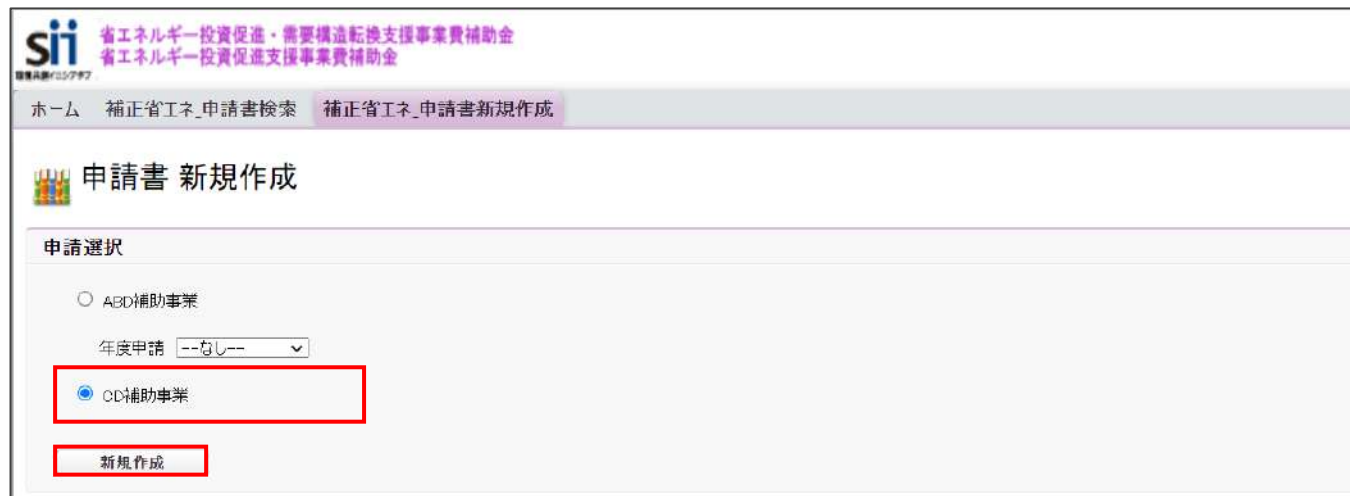 Sii 省エネルギー投資促進・需要構造転換支援事業費補助金
省エネルギー投資促進支援事業費補助金
ホーム 補正省エネ_申請書検索 補正省エネ_申請書新規作成
申請書 新規作成
申請選択
ABD補助事業
年度申請 --なし--
CD補助事業
新規作成